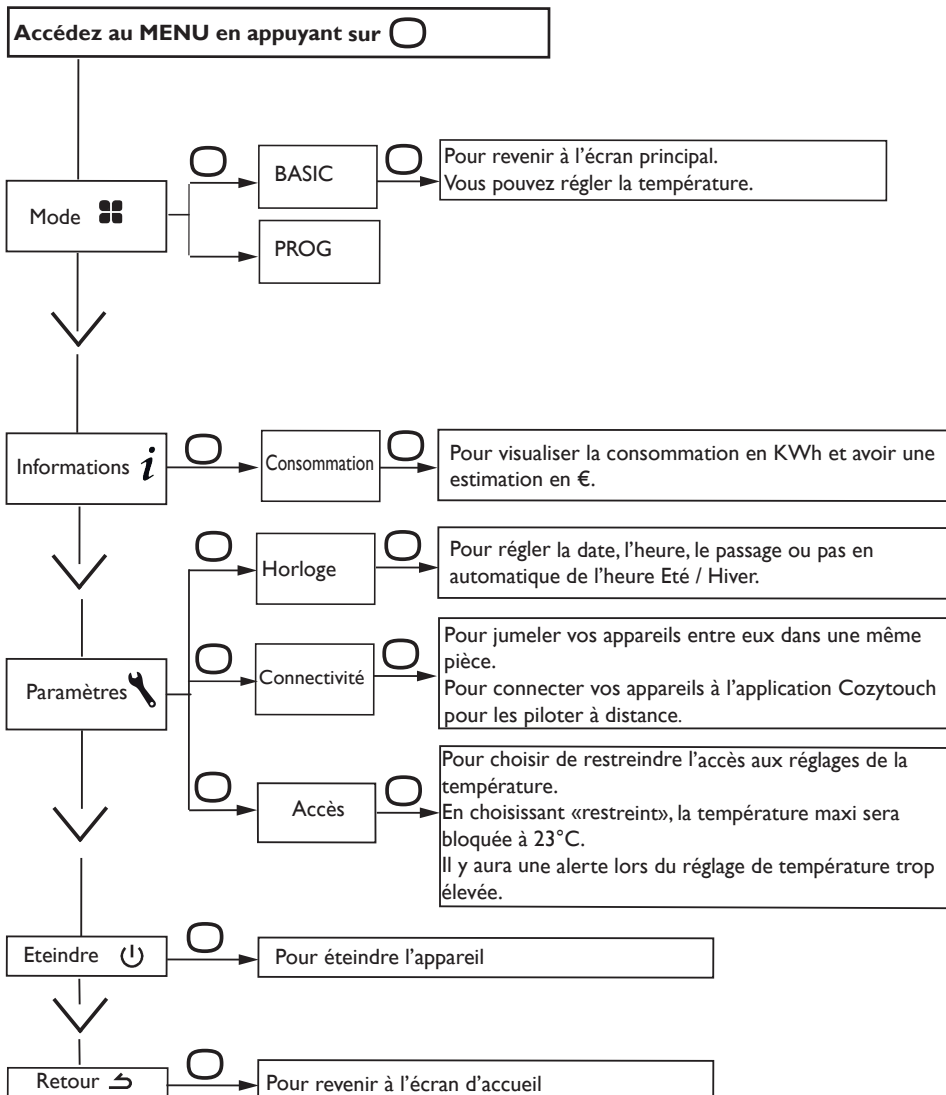 Accédez au MENU en appuyant sur
Mode
BASIC
Pour revenir à l’écran principal.
Vous pouvez régler la température.
PROG
Informations i
Consommation
Pour visualiser la consommation en KWh et avoir une
estimation en €.
Paramètres
Horloge
Pour régler la date, l’heure, le passage ou pas en
automatique de l’heure Eté / Hiver.
Connectivité
Pour jumeler vos appareils entre eux dans une même
pièce.
Pour connecter vos appareils à l’application Cozytouch
pour les piloter à distance.
Accès
Pour choisir de restreindre l’accès aux réglages de la
température.
En choisissant «restreint», la température maxi sera
bloquée à 23°C.
Il y aura une alerte lors du réglage de température trop
élevée.
Eteindre
Pour éteindre l’appareil
Retour
Pour revenir à l’écran d’accueil